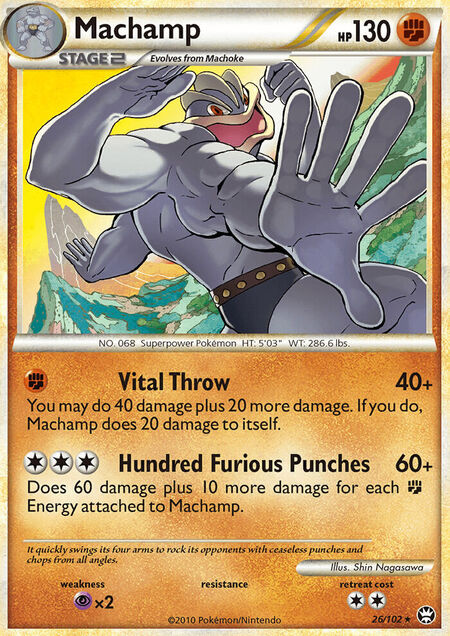 Machamp HP130
STAGE2 Evolves from Machoke
NO. 068 Superpower Pokémon HT: 5'03" WT: 286.6 lbs.
Vital Throw 40+
You may do 40 damage plus 20 more damage. If you do,
Machamp does 20 damage to itself.
Hundred Furious Punches 60+
Does 60 damage plus 10 more damage for each
Energy attached to Machamp.
It quickly swings its four arms to rock its opponents with ceaseless punches and
chops from all angles.
Illus. Shin Nagasawa
weakness resistance retreat cost
×2
26/102 ★
©2010 Pokémon/Nintendo